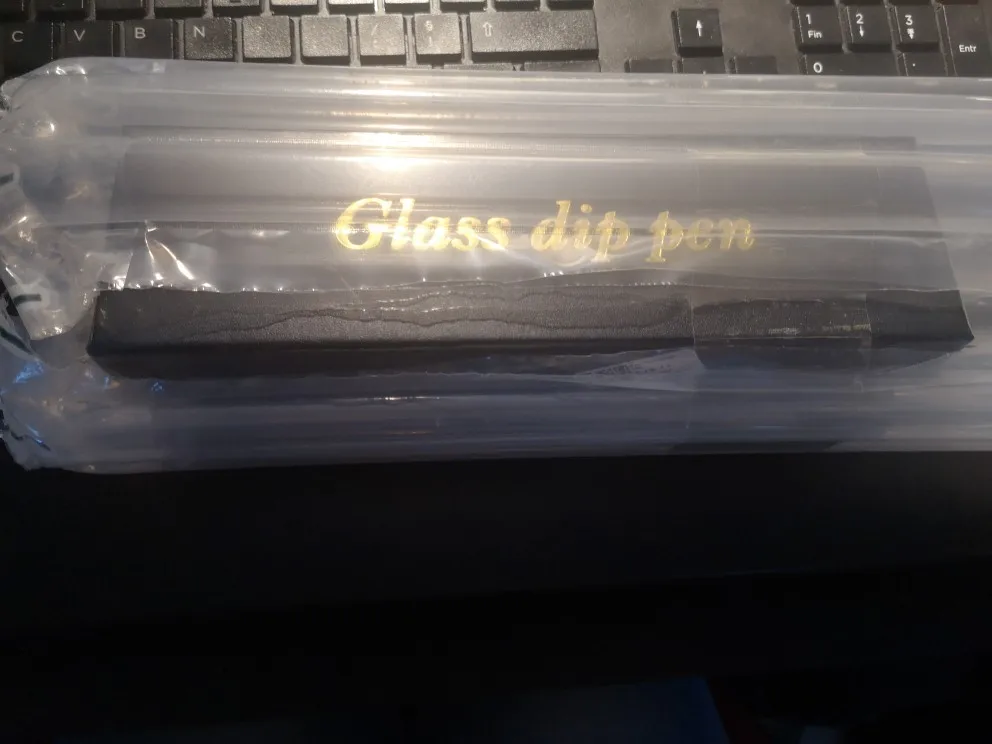 C V B N § ⇧ ↑ 1 2 3
Fin
0 Entr
Glass dip pen